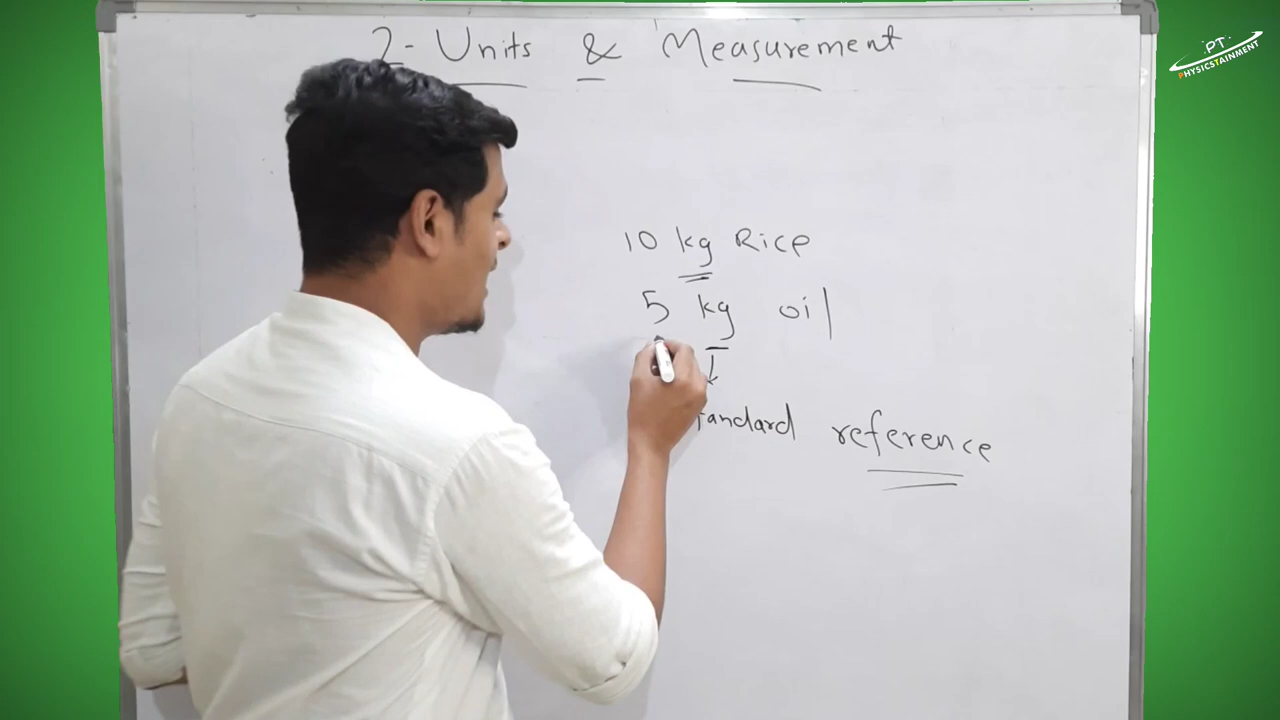 2- Units & Measurement
PT
PHYSICSTAINMENT
10 kg Rice
5 kg oil
tandard reference